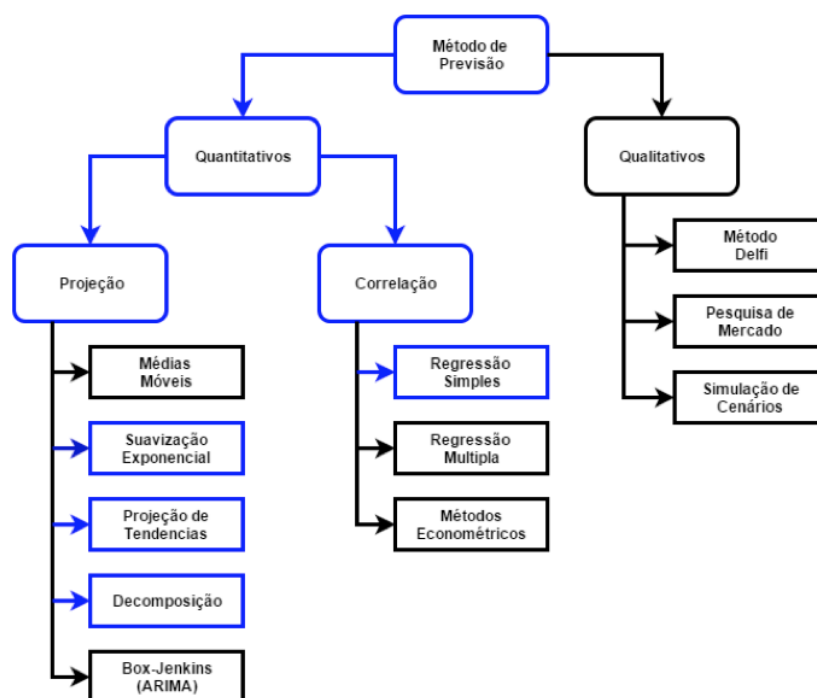 Método de
Previsão
Quantitativos
Qualitativos
Projeção
Correlação
Método
Delfi
Pesquisa de
Mercado
Simulação de
Cenários
Médias
Móveis
Suavização
Exponencial
Projeção de
Tendencias
Decomposição
Box-Jenkins
(ARIMA)
Regressão
Simples
Regressão
Multipla
Métodos
Econométricos